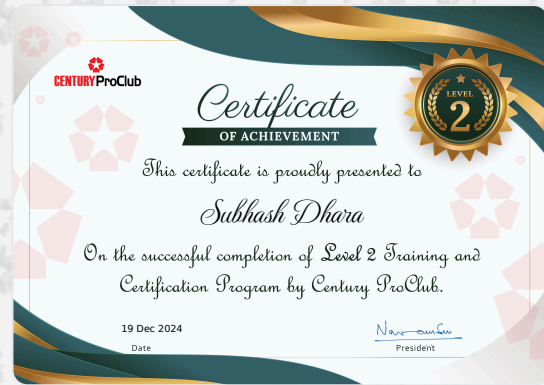 CENTURY ProClub
LEVEL
2
Certificate
OF ACHIEVEMENT
This certificate is proudly presented to
Subhash Dhara
On the successful completion of Level 2 Training and
Certification Program by Century ProClub.
19 Dec 2024
Date
President